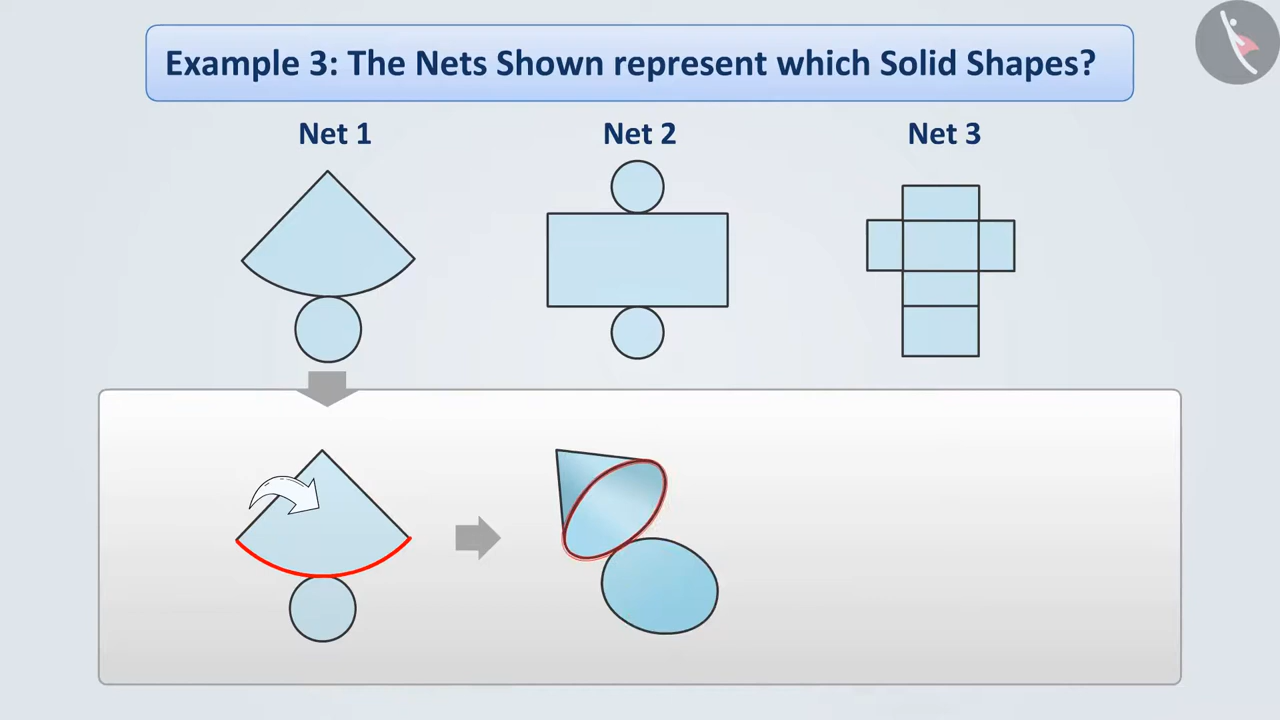 Example 3: The Nets Shown represent which Solid Shapes?
Net 1
Net 2
Net 3